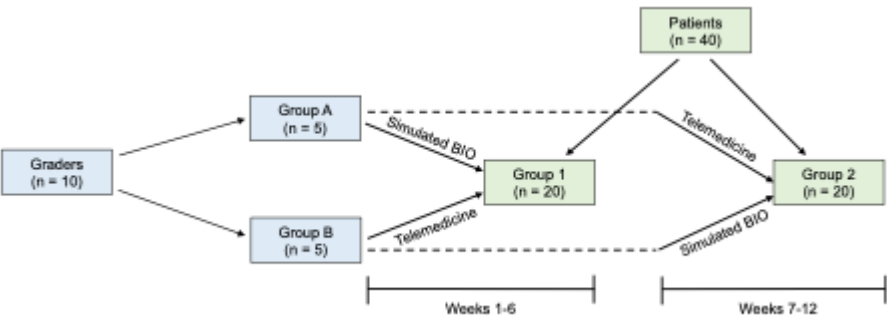 Patients
(n = 40)
Group A
(n = 5)
Simulated BIO
Telemedicine
Graders
(n = 10)
Group 1
(n = 20)
Group 2
(n = 20)
Group B
(n = 5)
Telemedicine
Simulated BIO
Weeks 1-6
Weeks 7-12